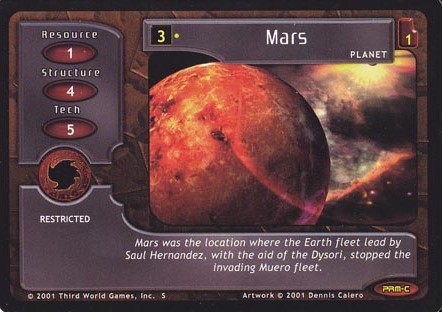 Resource
1
Structure
4
Tech
5
RESTRICTED
3
Mars
PLANET
1
Mars was the location where the Earth fleet lead by
Saul Hernandez, with the aid of the Dysori, stopped the
invading Muero fleet.
© 2001 Third World Games, Inc. 5
Artwork © 2001 Dennis Calero
PRM-C